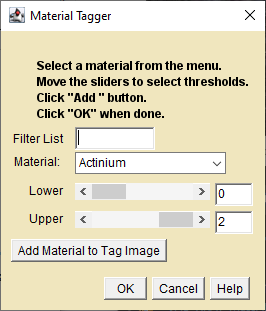 Material Tagger
Select a material from the menu.
Move the sliders to select thresholds.
Click "Add " button.
Click "OK" when done.
Filter List
Material: Actinium
Lower 0
Upper 2
Add Material to Tag Image
OK Cancel Help